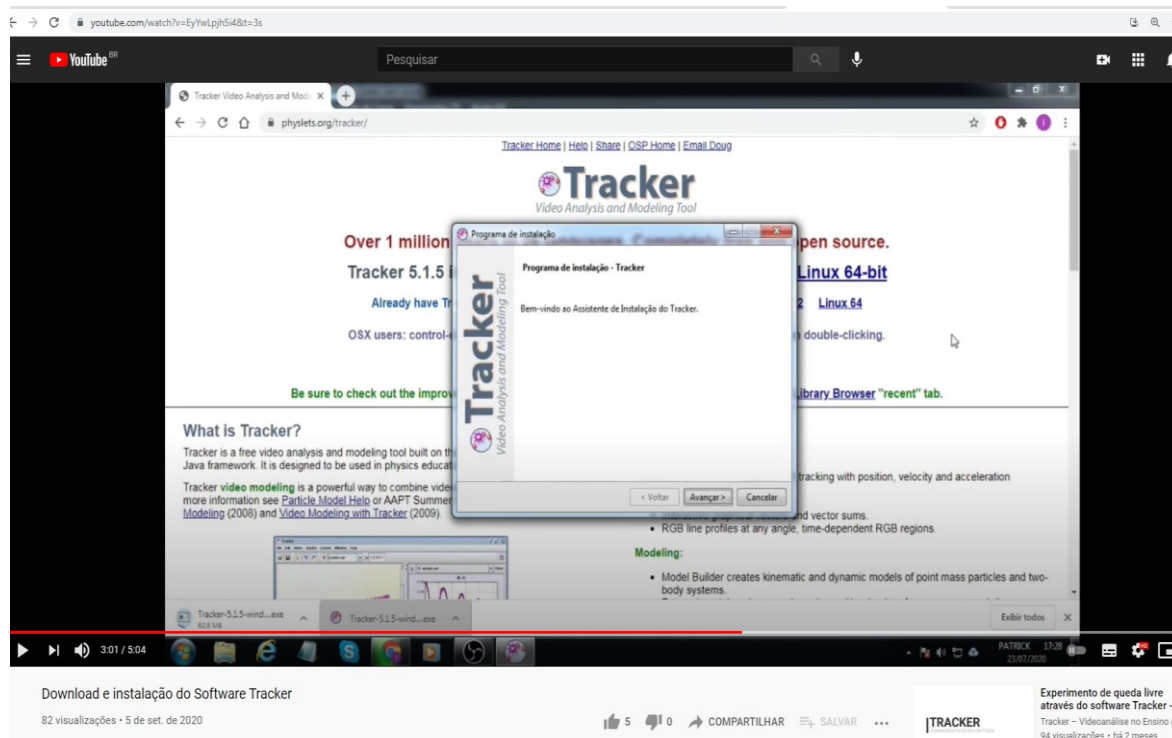 youtube.com/watch?v=EyYwLpjh5i4&t=3s
YouTube BR
Pesquisar
Tracker Video Analysis and Mode
physlets.org/tracker/
Tracker Home | Help | Share | OSP Home | Email Doug
Tracker
Video Analysis and Modeling Tool
Over 1 million
pen source.
Tracker 5.1.5
Linux 64-bit
Already have Tr
2 Linux 64
OSX users: control-
double-clicking.
Be sure to check out the improv
Library Browser "recent" tab.
Programa de instalação
Tracker
Video Analysis and Modeling Tool
Programa de instalação - Tracker
Bem-vindo ao Assistente de Instalação do Tracker.
< Voltar
Avançar >
Cancelar
What is Tracker?
Tracker is a free video analysis and modeling tool built on th
Java framework. It is designed to be used in physics educat
Tracker video modeling is a powerful way to combine vide
more information see Particle Model Help or AAPT Summer
Modeling (2008) and Video Modeling with Tracker (2009).
tracking with position, velocity and acceleration
and vector sums.
RGB line profiles at any angle, time-dependent RGB regions.
Modeling:
Model Builder creates kinematic and dynamic models of point mass particles and two-
body systems.
Tracker-5.1.5-wind....exe
62.8 MB
Tracker-5.1.5-wind....exe
Exibir todos
3:01 / 5:04
PATRICK
17:28
23/07/2020
Download e instalação do Software Tracker
82 visualizações • 5 de set. de 2020
5
0
COMPARTILHAR
SALVAR
TRACKER
Experimento de queda livre
através do software Tracker -
Tracker – Videoanálise no Ensino
94 visualizações • há 2 meses